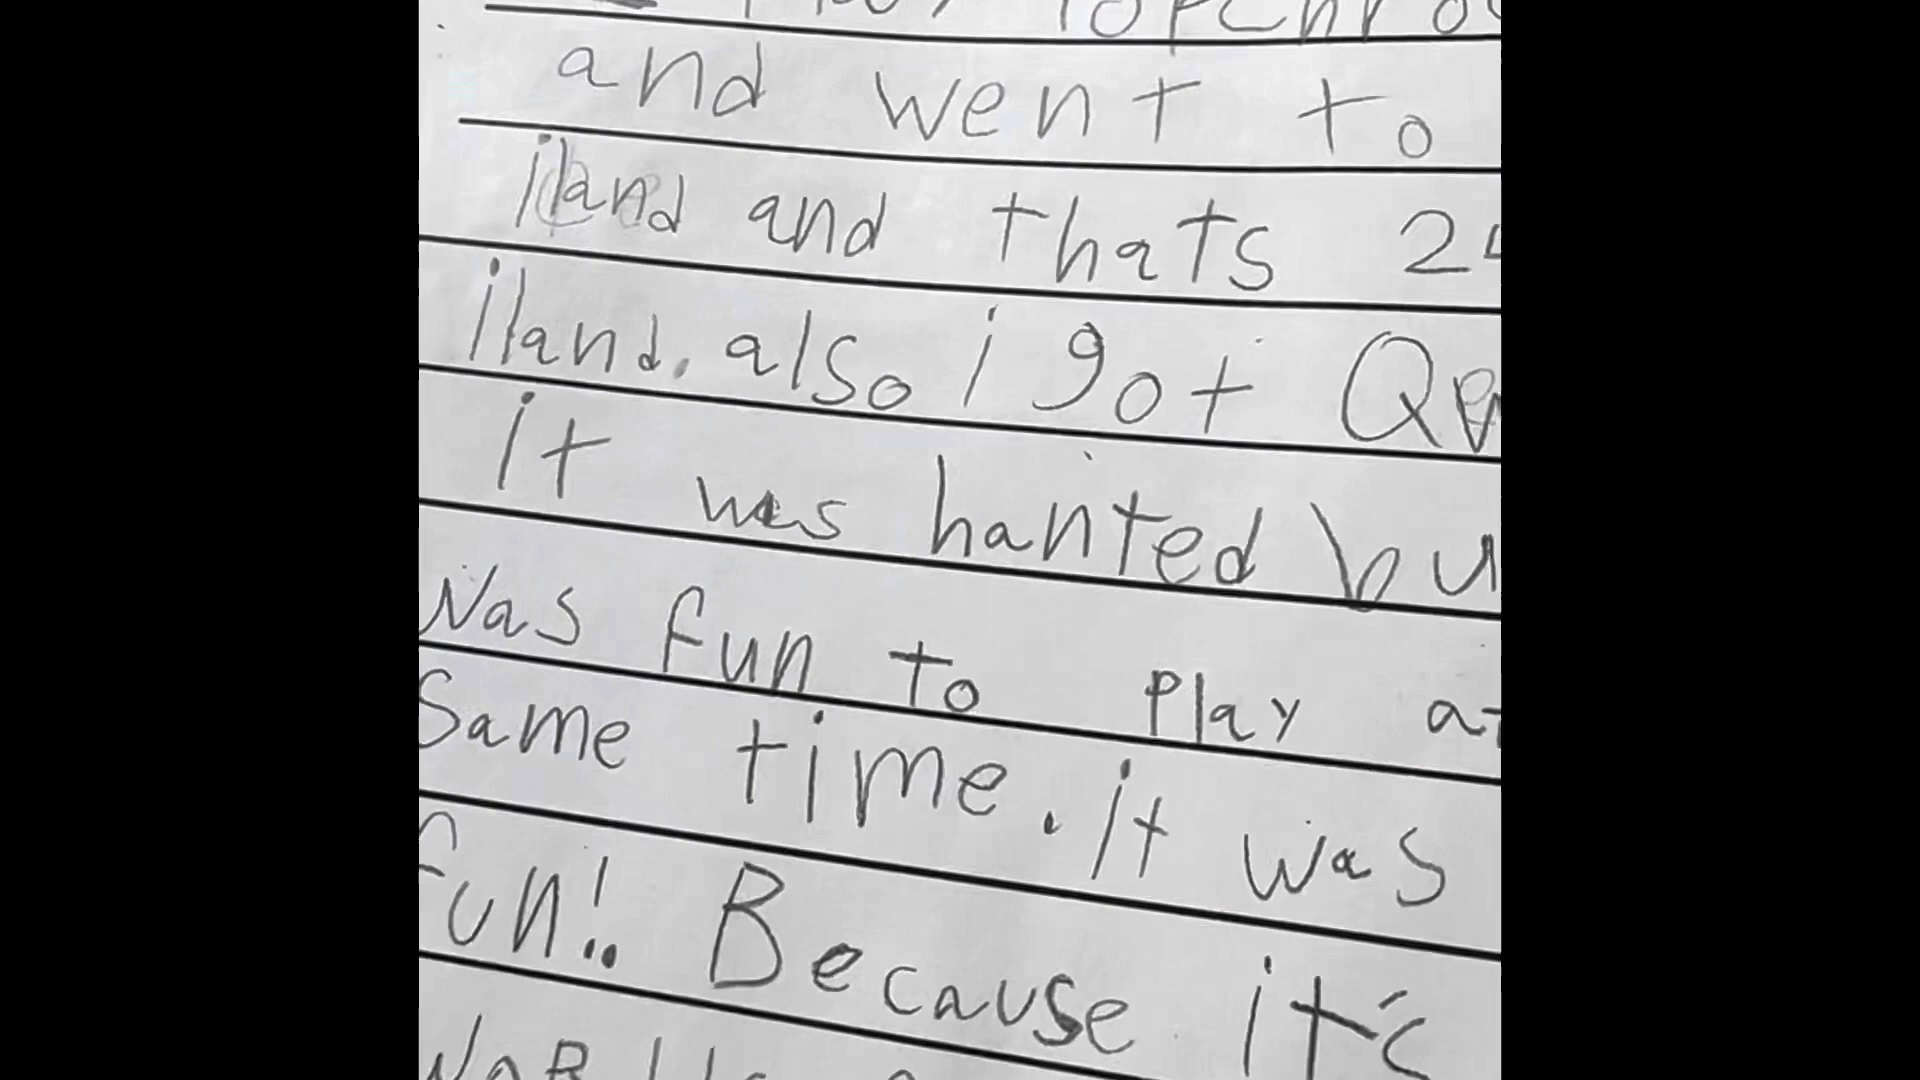 and went to
iland and thats
iland. also i got
it was hanted
Was fun to Play
Same time. it was
fun!. Because it's